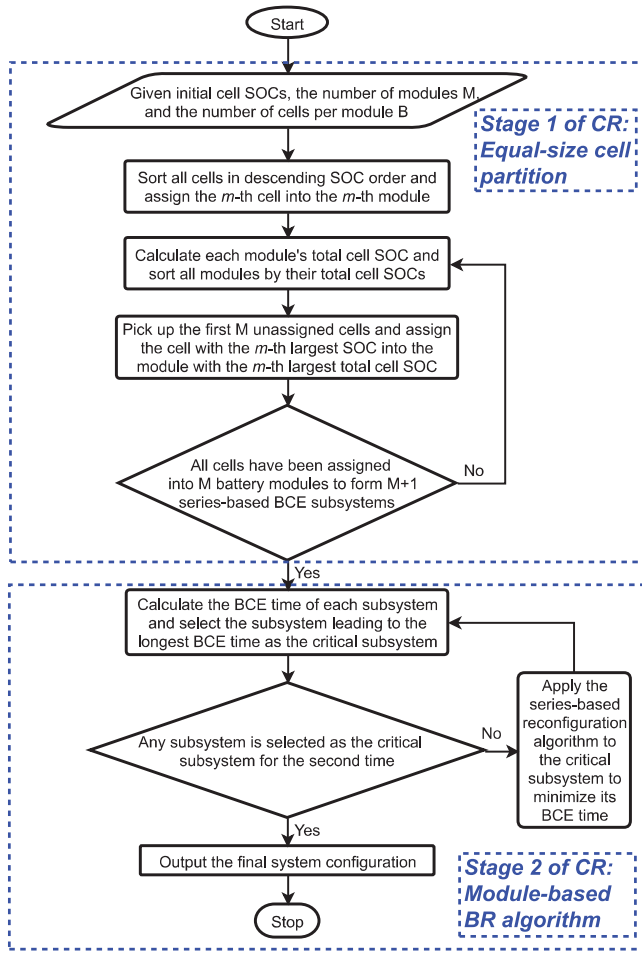 Start
Given initial cell SOCs, the number of modules M,
and the number of cells per module B
Stage 1 of CR:
Equal-size cell
partition
Sort all cells in descending SOC order and
assign the m-th cell into the m-th module
Calculate each module's total cell SOC and
sort all modules by their total cell SOCs
Pick up the first M unassigned cells and assign
the cell with the m-th largest SOC into the
module with the m-th largest total cell SOC
All cells have been assigned
into M battery modules to form M+1
series-based BCE subsystems
No
Yes
Calculate the BCE time of each subsystem
and select the subsystem leading to the
longest BCE time as the critical subsystem
Any subsystem is selected as the critical
subsystem for the second time
No
Apply the
series-based
reconfiguration
algorithm to
the critical
subsystem to
minimize its
BCE time
Yes
Output the final system configuration
Stop
Stage 2 of CR:
Module-based
BR algorithm